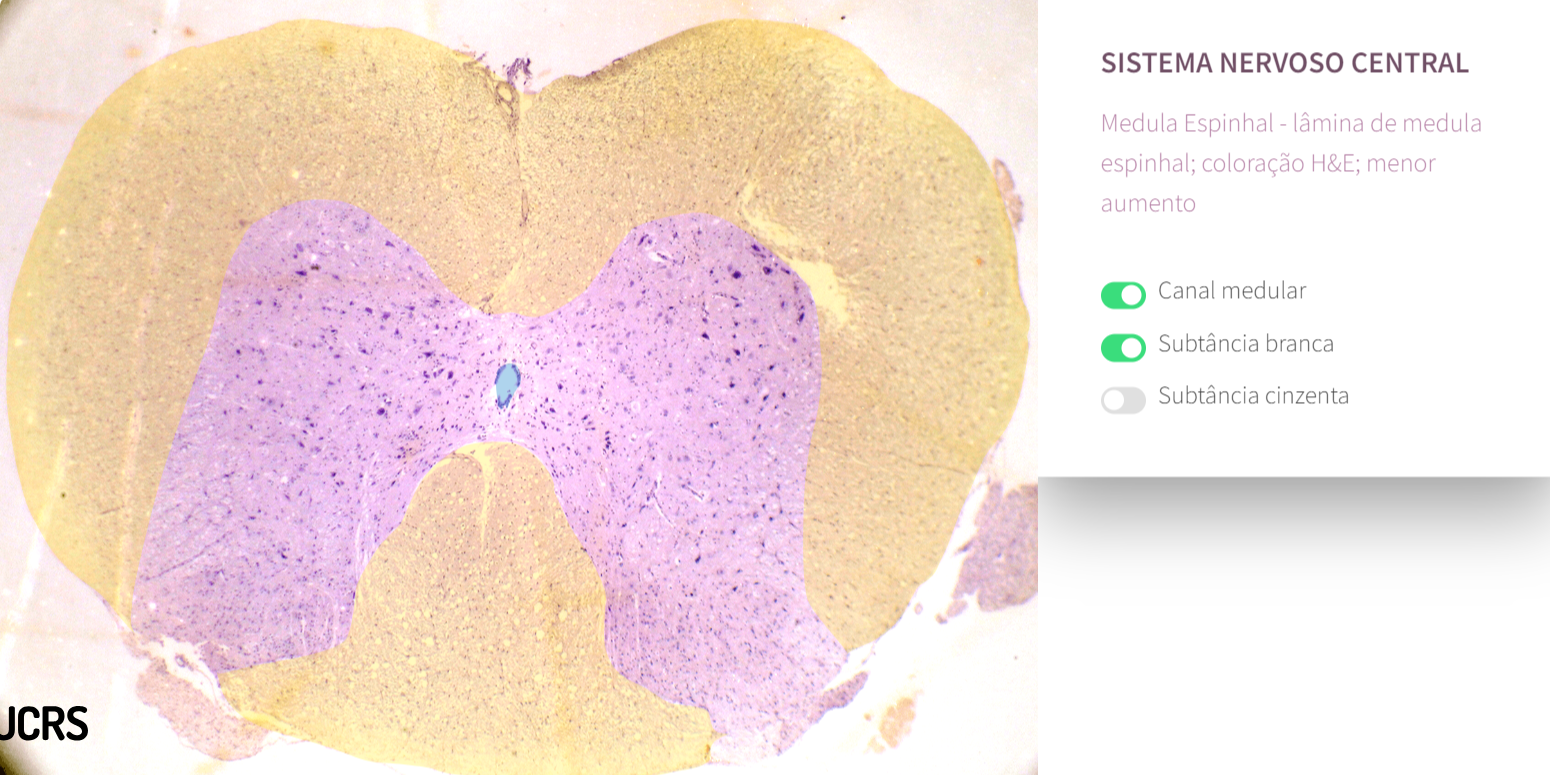 SISTEMA NERVOSO CENTRAL
Medula Espinhal - lâmina de medula
espinhal; coloração H&E; menor
aumento
Canal medular
Subtância branca
Subtância cinzenta
UCRS